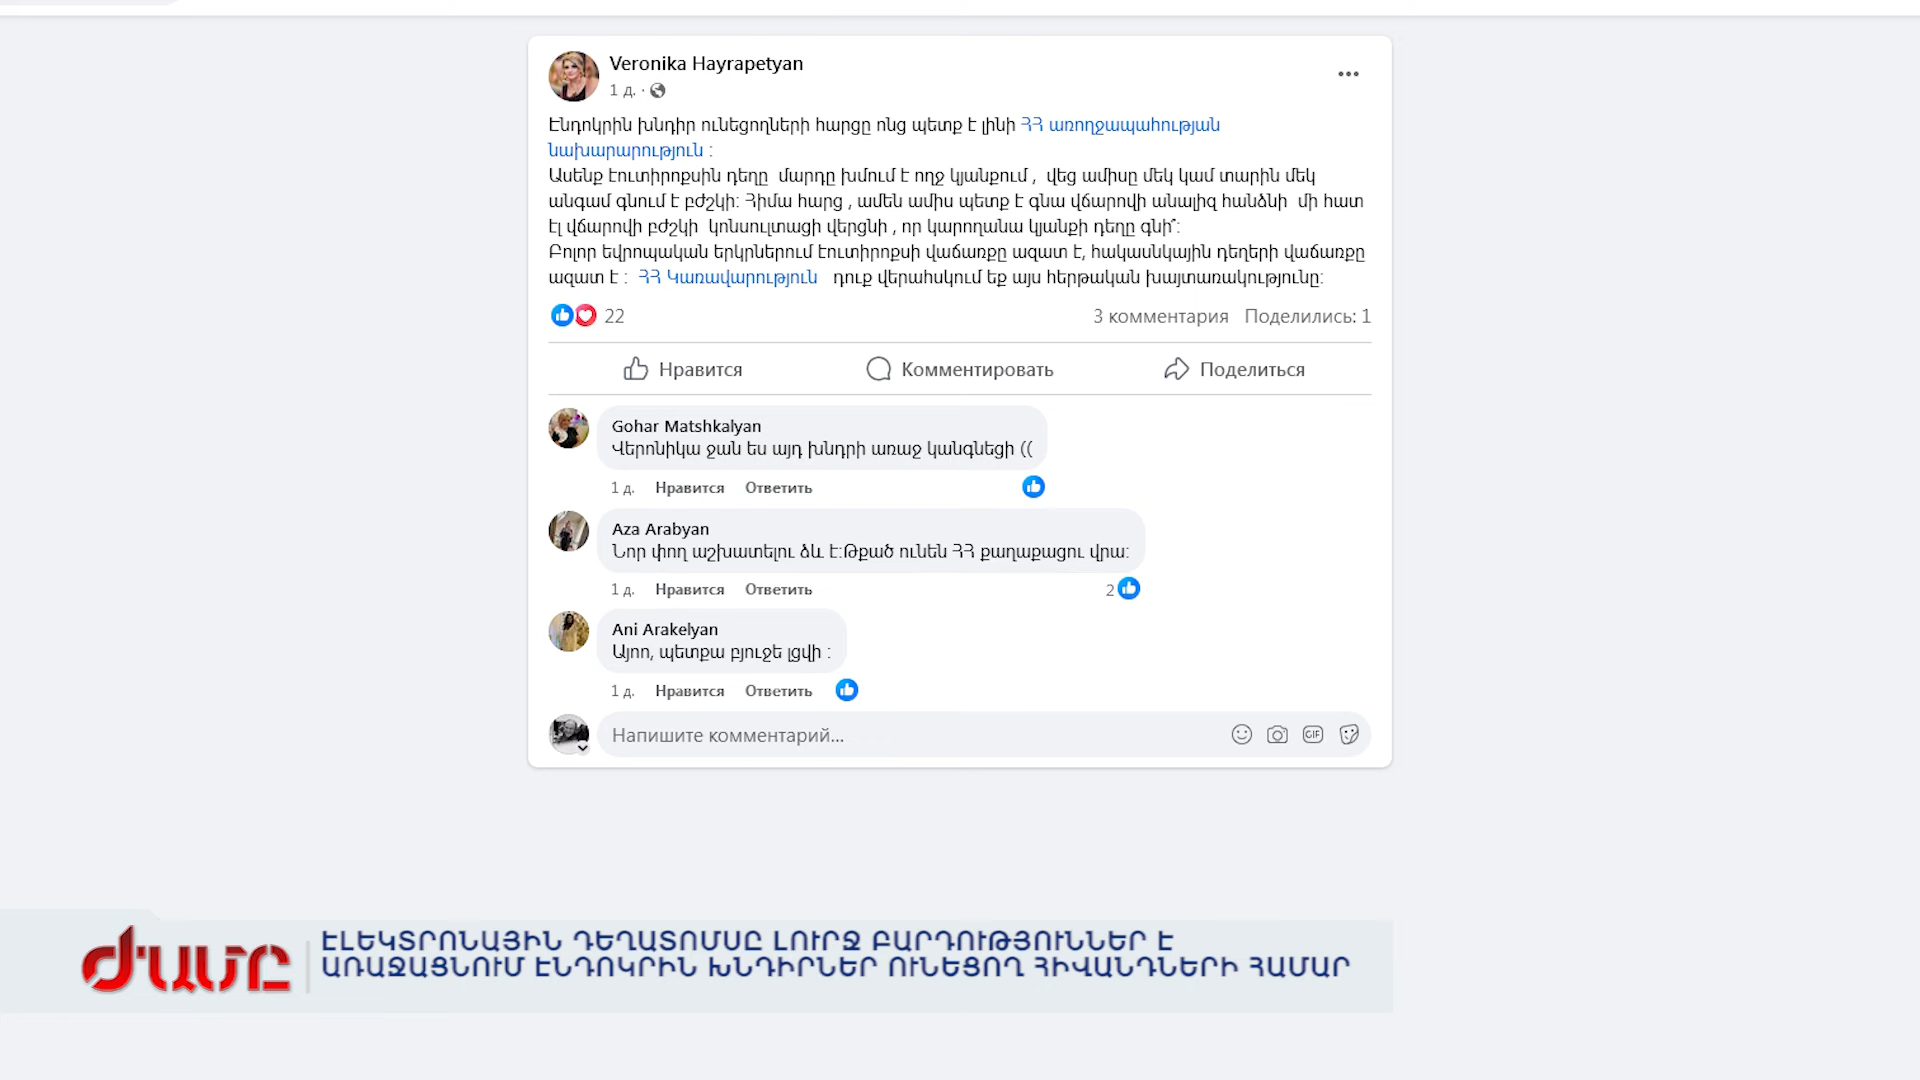 Veronika Hayrapetyan
1 д. ·
Էնդոկրին խնդիր ունեցողների հարցը ոնց պետք է լինի ՀՀ առողջապահության
նախարարություն :
Ասենք էուտիրոքսին դեղը մարդը խմում է ողջ կյանքում , վեց ամիսը մեկ կամ տարին մեկ
անգամ գնում է բժշկի: Հիմա հարց , ամեն ամիս պետք է գնա վճարովի անալիզ հանձնի մի հատ
էլ վճարովի բժշկի կոնսուլտացի վերցնի , որ կարողանա կյանքի դեղը գնի՞:
Բոլոր եվրոպական երկրներում էուտիրոքսի վաճառքը ազատ է, հակասնկային դեղերի վաճառքը
ազատ է : ՀՀ Կառավարություն դուք վերահսկում եք այս հերթական խայտառակությունը:
22
3 комментария Поделились: 1
Нравится Комментировать Поделиться
Gohar Matshkalyan
Վերոնիկա ջան ես այդ խնդրի առաջ կանգնեցի ((
1 д. Нравится Ответить
Aza Arabyan
Նոր փող աշխատելու ձև է:Թքած ունեն ՀՀ քաղաքացու վրա:
1 д. Нравится Ответить 2
Ani Arakelyan
Այոո, պետքա բյուջե լցվի :
1 д. Нравится Ответить
Напишите комментарий...
GIF
ԺԱՄԸ
ԷԼԵԿՏՐՈՆԱՅԻՆ ԴԵՂԱՏՈՄՍԸ ԼՈՒՐՋ ԲԱՐԴՈՒԹՅՈՒՆՆԵՐ Է
ԱՌԱՋԱՑՆՈՒՄ ԷՆԴՈԿՐԻՆ ԽՆԴԻՐՆԵՐ ՈՒՆԵՑՈՂ ՀԻՎԱՆԴՆԵՐԻ ՀԱՄԱՐ